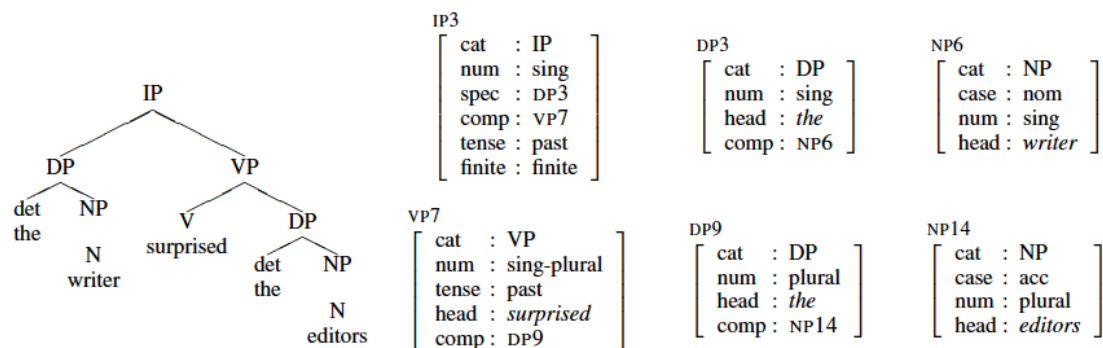 IP
DP VP
det NP V DP
the surprised
N det NP
writer the
N
editors
IP3
cat : IP
num : sing
spec : DP3
comp : VP7
tense : past
finite : finite
DP3
cat : DP
num : sing
head : the
comp : NP6
NP6
cat : NP
case : nom
num : sing
head : writer
VP7
cat : VP
num : sing-plural
tense : past
head : surprised
comp : DP9
DP9
cat : DP
num : plural
head : the
comp : NP14
NP14
cat : NP
case : acc
num : plural
head : editors